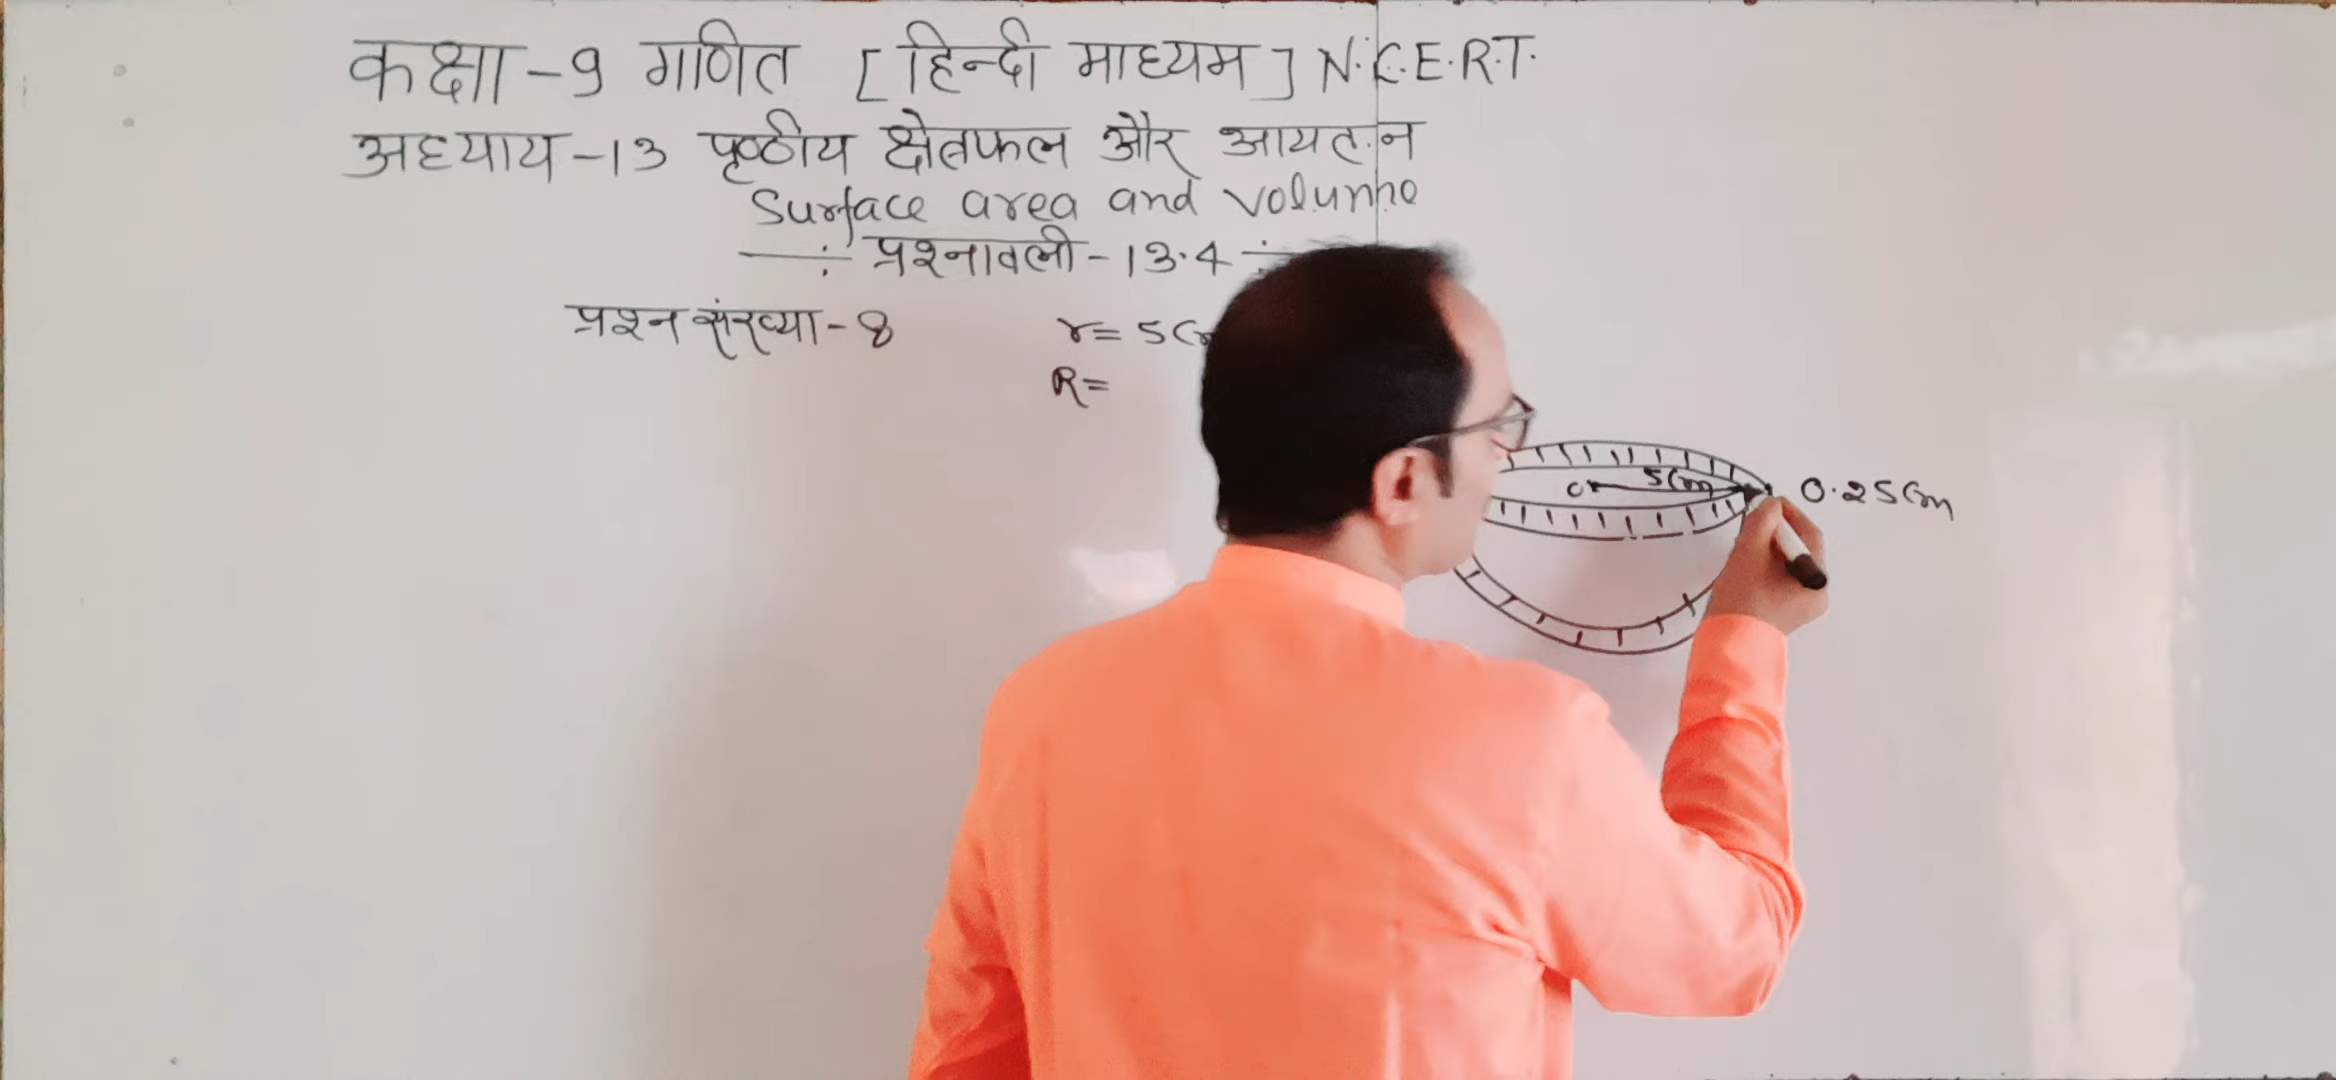 कक्षा -9 गणित [हिन्दी माध्यम] N.C.E.R.T.
अध्याय -13 पृष्ठीय क्षेत्रफल और आयतन
Surface area and volume
प्रश्नावली - 13.4
प्रश्न संख्या - 8
r = 5Cm
R =
5Cm
0.25Cm